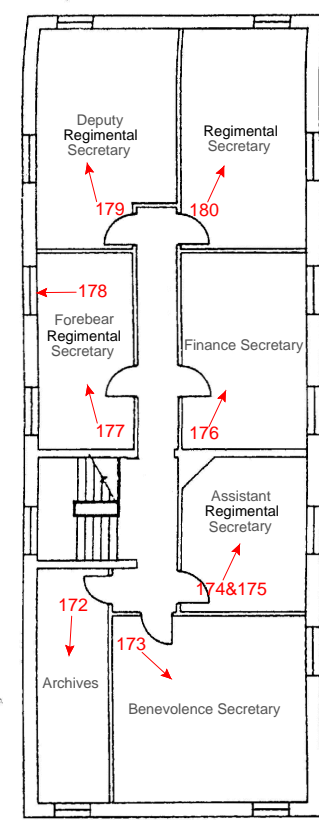 Deputy
Regimental
Secretary
Regimental
Secretary
179
180
178
Forebear
Regimental
Secretary
Finance Secretary
177
176
Assistant
Regimental
Secretary
174&175
172
173
Archives
Benevolence Secretary